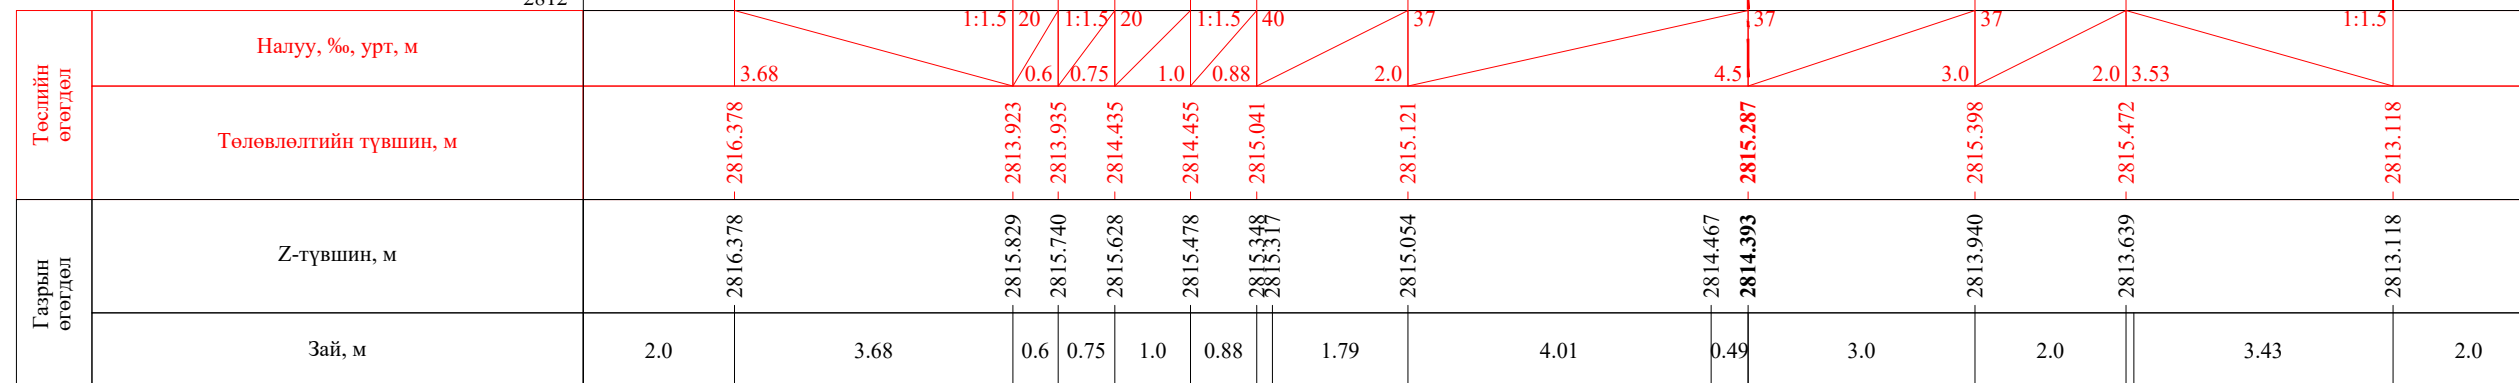 2812
Төслийн өгөгдөл
Налуу, ‰, урт, м
1:1.5 20 1:1.5 20 1:1.5 40 37 37 37 1:1.5
3.68 0.6 0.75 1.0 0.88 2.0 4.5 3.0 2.0 3.53
Төлөвлөлтийн түвшин, м
2816.378 2813.923 2813.935 2814.435 2814.455 2815.041 2815.121 2815.287 2815.398 2815.472 2813.118
Газрын өгөгдөл
Z-түвшин, м
2816.378 2815.829 2815.740 2815.628 2815.478 2815.348 2815.317 2815.054 2814.467 2814.393 2813.940 2813.639 2813.118
Зай, м
2.0 3.68 0.6 0.75 1.0 0.88 1.79 4.01 0.49 3.0 2.0 3.43 2.0